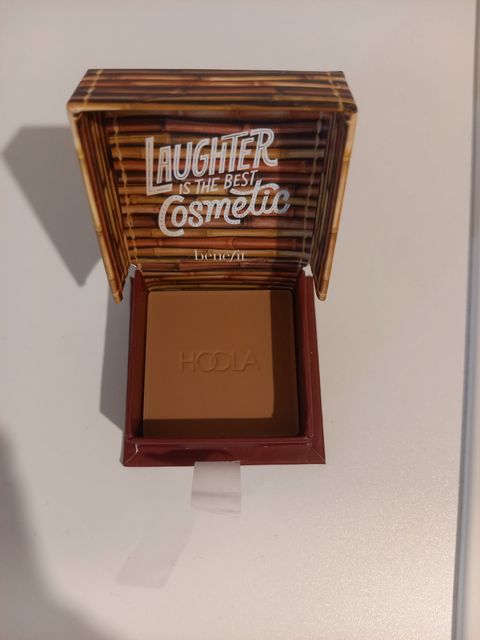 LAUGHTER
IS THE BEST
Cosmetic
benefit
HOOLA